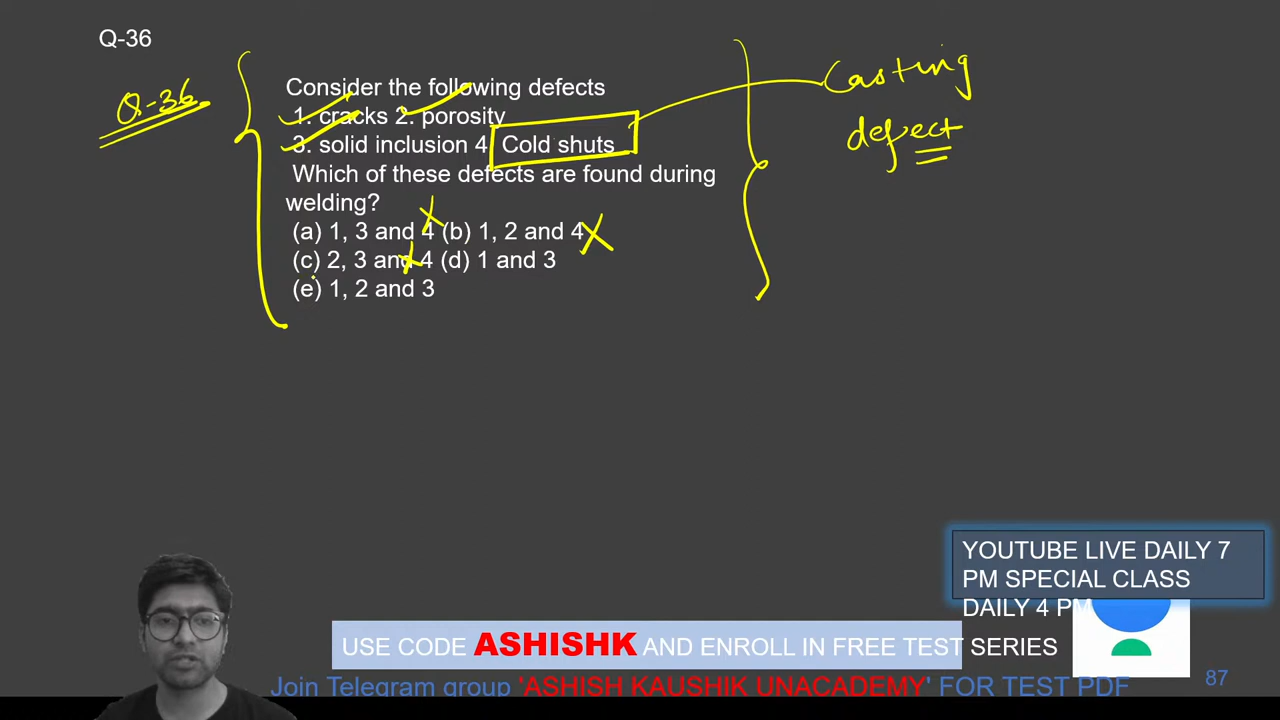 Q-36
Q.-36
Consider the following defects
1. cracks 2. porosity
3. solid inclusion 4 Cold shuts
Which of these defects are found during
welding?
(a) 1, 3 and 4 (b) 1, 2 and 4
(c) 2, 3 and 4 (d) 1 and 3
(e) 1, 2 and 3
Casting
defect
YOUTUBE LIVE DAILY 7
PM SPECIAL CLASS
DAILY 4 PM
USE CODE ASHISHK AND ENROLL IN FREE TEST SERIES
Join Telegram group 'ASHISH KAUSHIK UNACADEMY' FOR TEST PDF
87